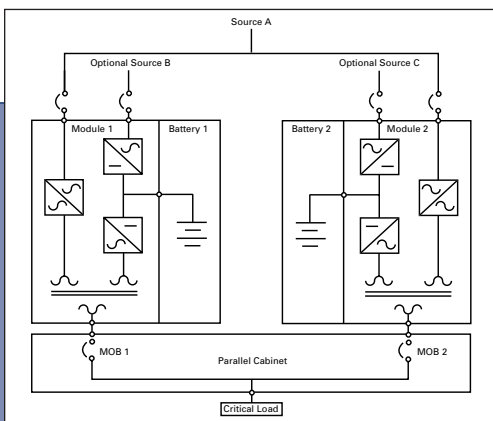 Source A
Optional Source B
Optional Source C
Module 1
Battery 1
Battery 2
Module 2
MOB 1
Parallel Cabinet
MOB 2
Critical Load